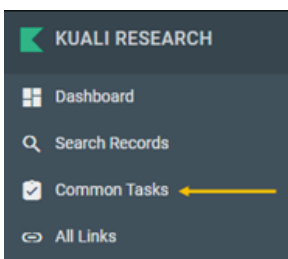 KUALI RESEARCH
Dashboard
Search Records
Common Tasks
All Links